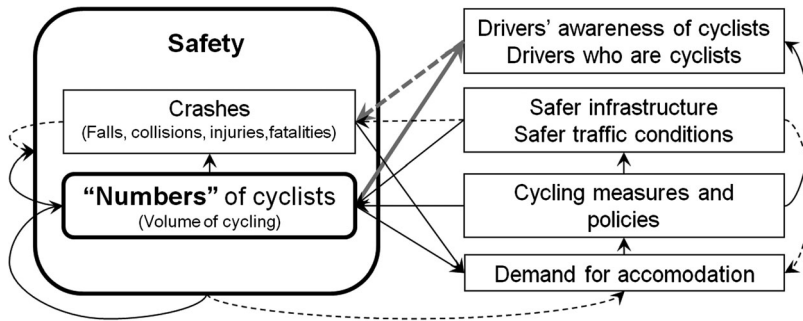 Safety
Crashes
(Falls, collisions, injuries,fatalities)
“Numbers” of cyclists
(Volume of cycling)
Drivers’ awareness of cyclists
Drivers who are cyclists
Safer infrastructure
Safer traffic conditions
Cycling measures and
policies
Demand for accomodation